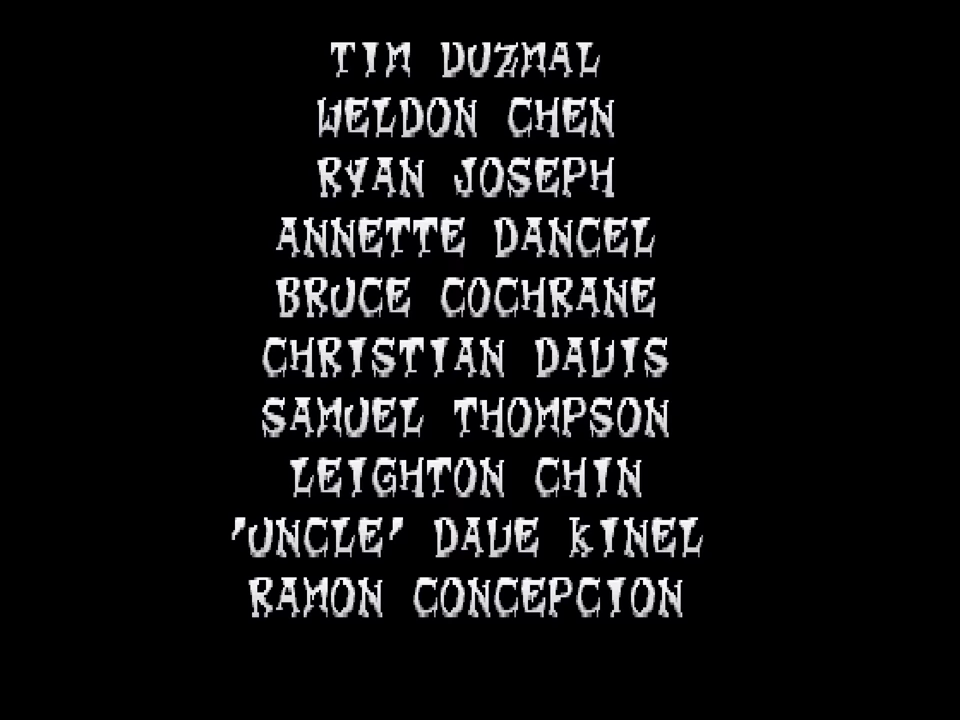 TIM DUZMAL
WELDON CHEN
RYAN JOSEPH
ANNETTE DANCEL
BRUCE COCHRANE
CHRISTIAN DAVIS
SAMUEL THOMPSON
LEIGHTON CHIN
'UNCLE' DAVE KINEL
RAMON CONCEPCION